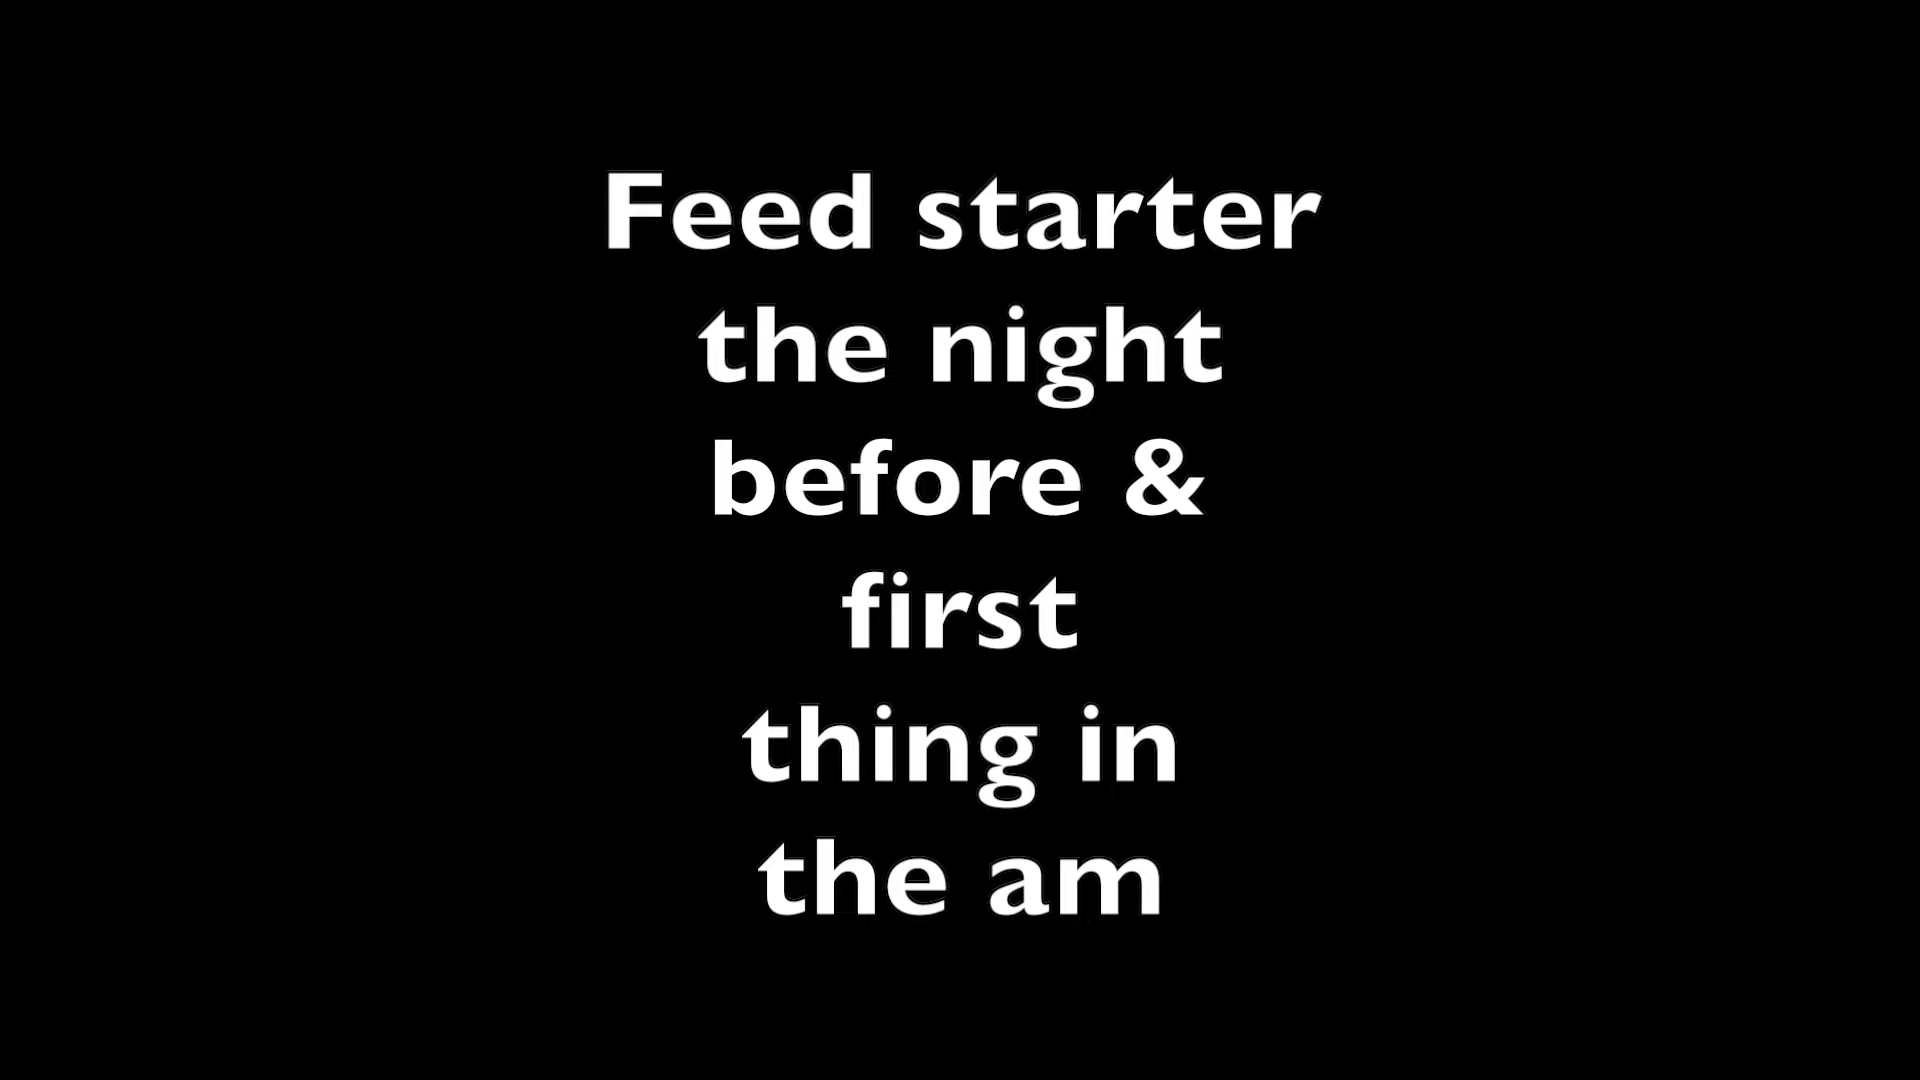 Feed starter
the night
before &
first
thing in
the am